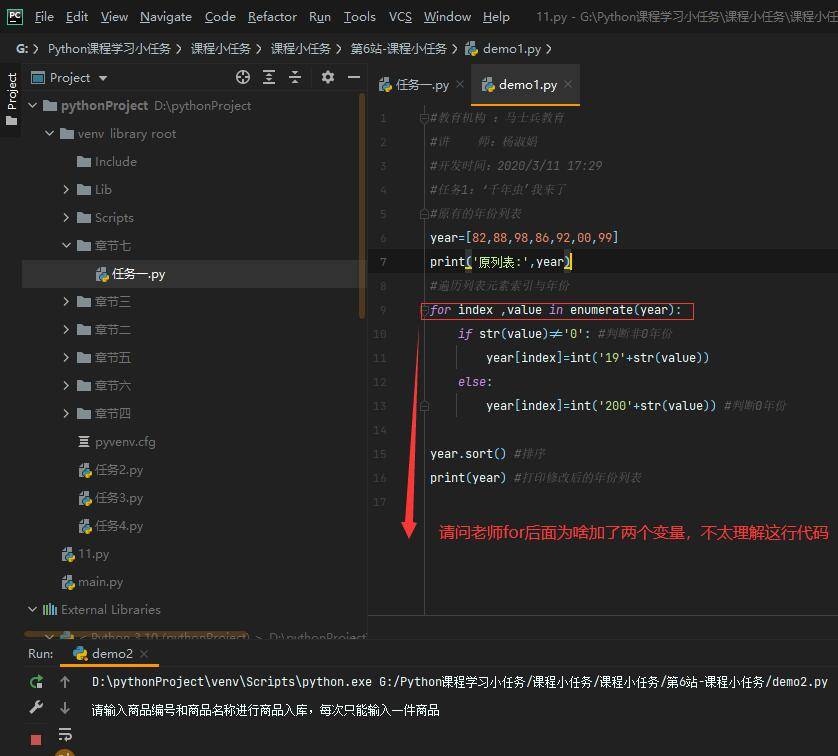 PC File Edit View Navigate Code Refactor Run Tools VCS Window Help 11.py - G:\Python课程学习小任务\课程小任务\课程小任
G: Python课程学习小任务 课程小任务 课程小任务 第6站-课程小任务 demo1.py
Project
Project
任务一.py demo1.py
pythonProject D:\pythonProject
venv library root
Include
Lib
Scripts
章节七
任务一.py
章节三
章节二
章节五
章节六
章节四
pyvenv.cfg
任务2.py
任务3.py
任务4.py
11.py
main.py
External Libraries
< Python 3.10 (pythonProject) > D:\pythonProject
1 #教育机构 ：马士兵教育
2 #讲 师：杨淑娟
3 #开发时间：2020/3/11 17:29
4 #任务1：‘千年虫’我来了
5 #原有的年份列表
6 year=[82,88,98,86,92,00,99]
7 print('原列表:',year)
8 #遍历列表元素索引与年份
9 for index ,value in enumerate(year):
10 if str(value)≠'0': #判断非0年份
11 year[index]=int('19'+str(value))
12 else:
13 year[index]=int('200'+str(value)) #判断0年份
14
15 year.sort() #排序
16 print(year) #打印修改后的年份列表
17
请问老师for后面为啥加了两个变量，不太理解这行代码
Run: demo2
D:\pythonProject\venv\Scripts\python.exe G:/Python课程学习小任务/课程小任务/课程小任务/第6站-课程小任务/demo2.py
请输入商品编号和商品名称进行商品入库，每次只能输入一件商品